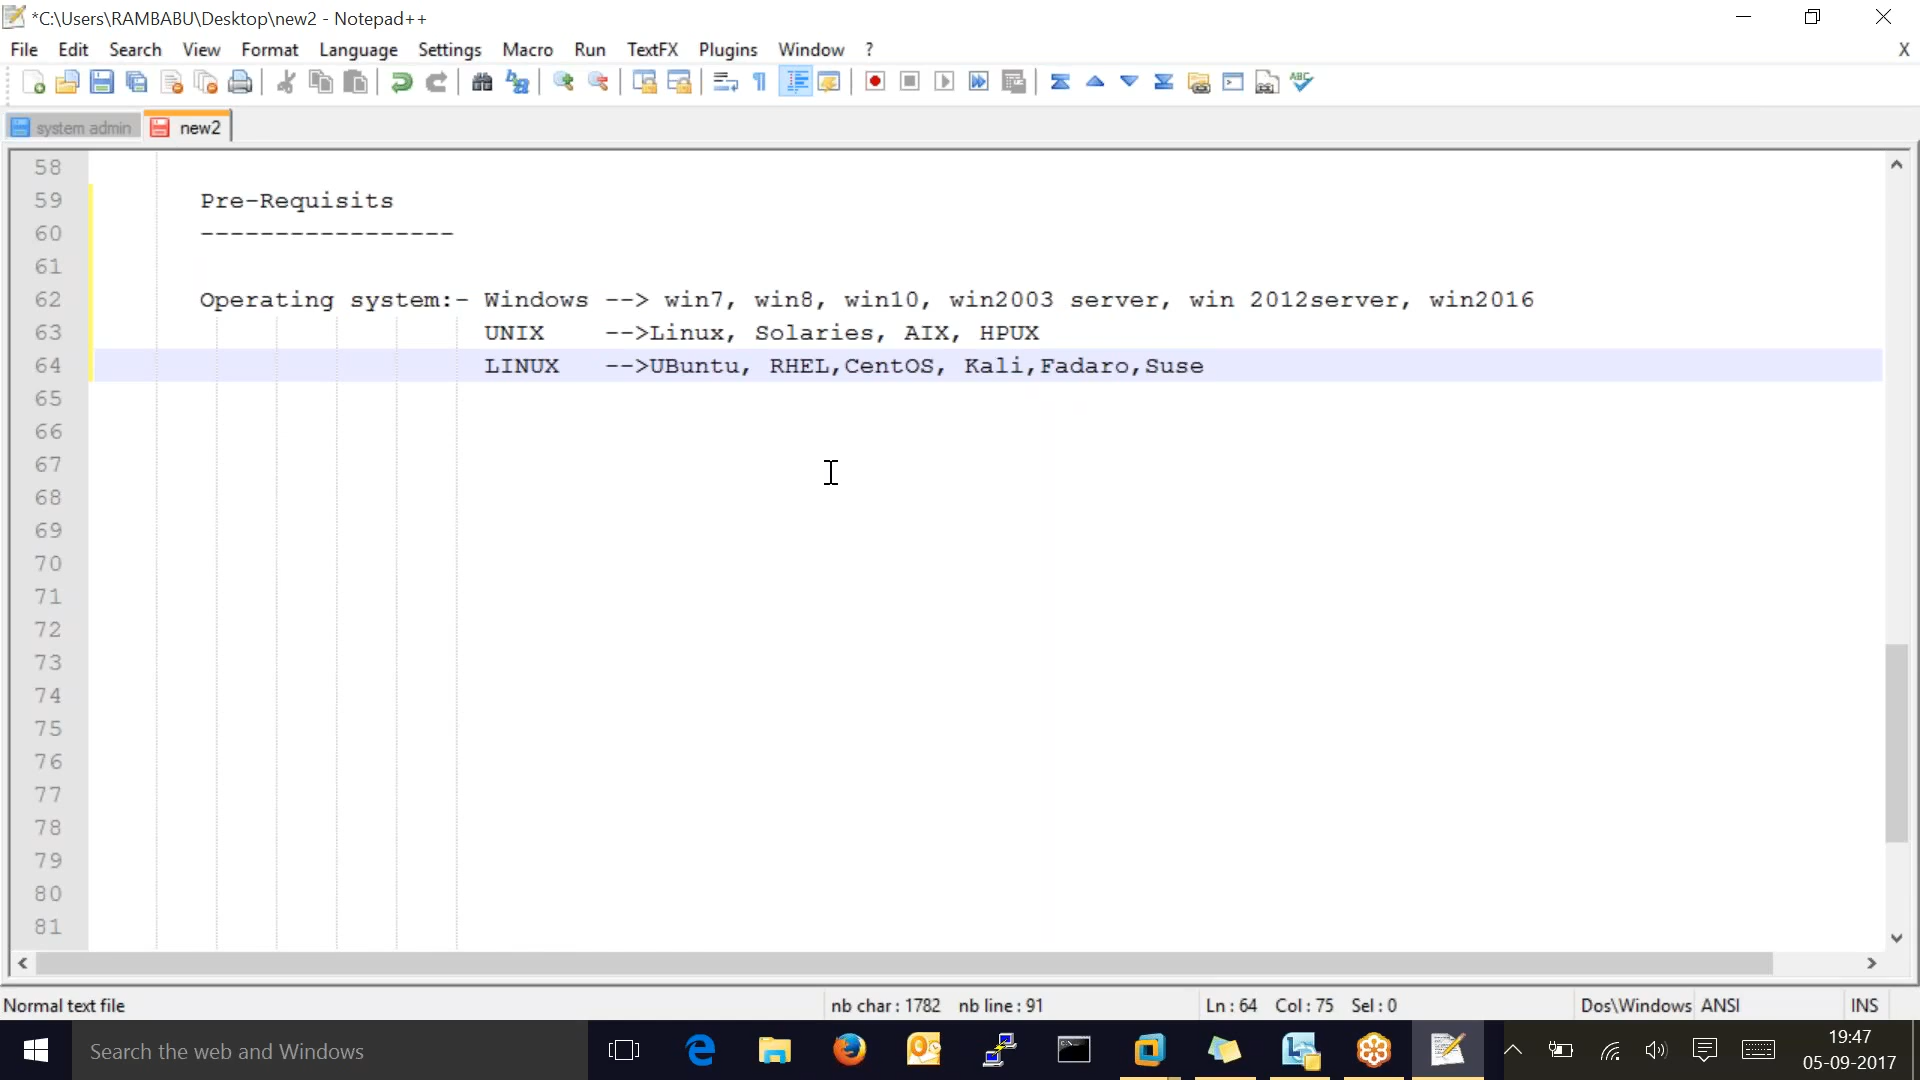 *C:\Users\RAMBABU\Desktop\new2 - Notepad++
File Edit Search View Format Language Settings Macro Run TextFX Plugins Window ? X
system admin new2
58
59 Pre-Requisits
60 -----------------
61
62 Operating system:- Windows --> win7, win8, win10, win2003 server, win 2012server, win2016
63 UNIX -->Linux, Solaries, AIX, HPUX
64 LINUX -->UBuntu, RHEL,CentOS, Kali,Fadaro,Suse
65
66
67
68
69
70
71
72
73
74
75
76
77
78
79
80
81
Normal text file nb char : 1782 nb line : 91 Ln : 64 Col : 75 Sel : 0 Dos\Windows ANSI INS
Search the web and Windows
19:47
05-09-2017